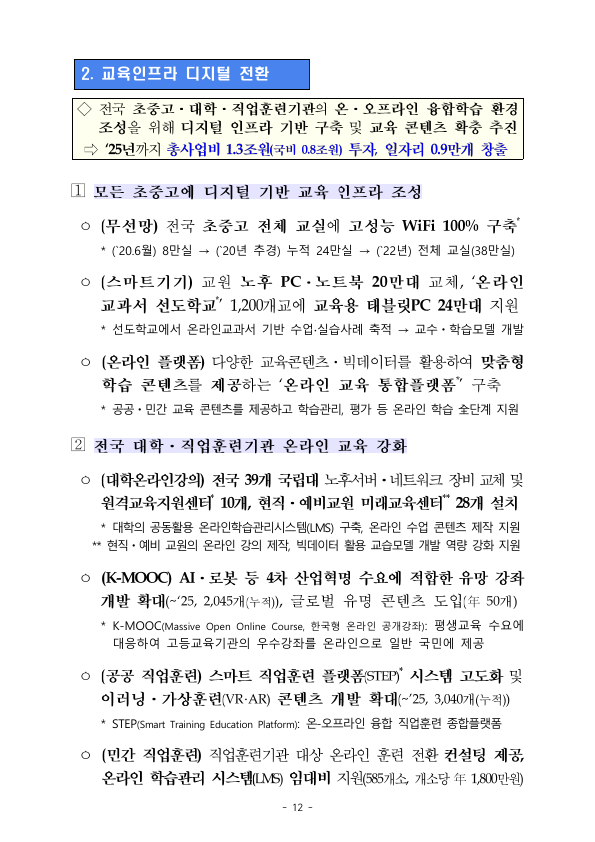 2. 교육인프라 디지털 전환
◇ 전국 초중고・대학・직업훈련기관의 온・오프라인 융합학습 환경
조성을 위해 디지털 인프라 기반 구축 및 교육 콘텐츠 확충 추진
⇨ ‘25년까지 총사업비 1.3조원(국비 0.8조원) 투자, 일자리 0.9만개 창출
1 모든 초중고에 디지털 기반 교육 인프라 조성
ㅇ (무선망) 전국 초중고 전체 교실에 고성능 WiFi 100% 구축*
* (`20.6월) 8만실 → (`20년 추경) 누적 24만실 → (`22년) 전체 교실(38만실)
ㅇ (스마트기기) 교원 노후 PC・노트북 20만대 교체, ‘온라인
교과서 선도학교*’ 1,200개교에 교육용 태블릿PC 24만대 지원
* 선도학교에서 온라인교과서 기반 수업·실습사례 축적 → 교수・학습모델 개발
ㅇ (온라인 플랫폼) 다양한 교육콘텐츠・빅데이터를 활용하여 맞춤형
학습 콘텐츠를 제공하는 ‘온라인 교육 통합플랫폼*’ 구축
* 공공・민간 교육 콘텐츠를 제공하고 학습관리, 평가 등 온라인 학습 全단계 지원
2 전국 대학・직업훈련기관 온라인 교육 강화
ㅇ (대학온라인강의) 전국 39개 국립대 노후서버・네트워크 장비 교체 및
원격교육지원센터* 10개, 현직・예비교원 미래교육센터** 28개 설치
* 대학의 공동활용 온라인학습관리시스템(LMS) 구축, 온라인 수업 콘텐츠 제작 지원
** 현직・예비 교원의 온라인 강의 제작, 빅데이터 활용 교습모델 개발 역량 강화 지원
ㅇ (K-MOOC) AI・로봇 등 4차 산업혁명 수요에 적합한 유망 강좌
개발 확대(~‘25, 2,045개(누적)), 글로벌 유명 콘텐츠 도입(年 50개)
* K-MOOC(Massive Open Online Course, 한국형 온라인 공개강좌): 평생교육 수요에
대응하여 고등교육기관의 우수강좌를 온라인으로 일반 국민에 제공
ㅇ (공공 직업훈련) 스마트 직업훈련 플랫폼(STEP)* 시스템 고도화 및
이러닝・가상훈련(VR·AR) 콘텐츠 개발 확대(~’25, 3,040개(누적))
* STEP(Smart Training Education Platform): 온-오프라인 융합 직업훈련 종합플랫폼
ㅇ (민간 직업훈련) 직업훈련기관 대상 온라인 훈련 전환 컨설팅 제공,
온라인 학습관리 시스템(LMS) 임대비 지원(585개소, 개소당 年 1,800만원)
- 12 -